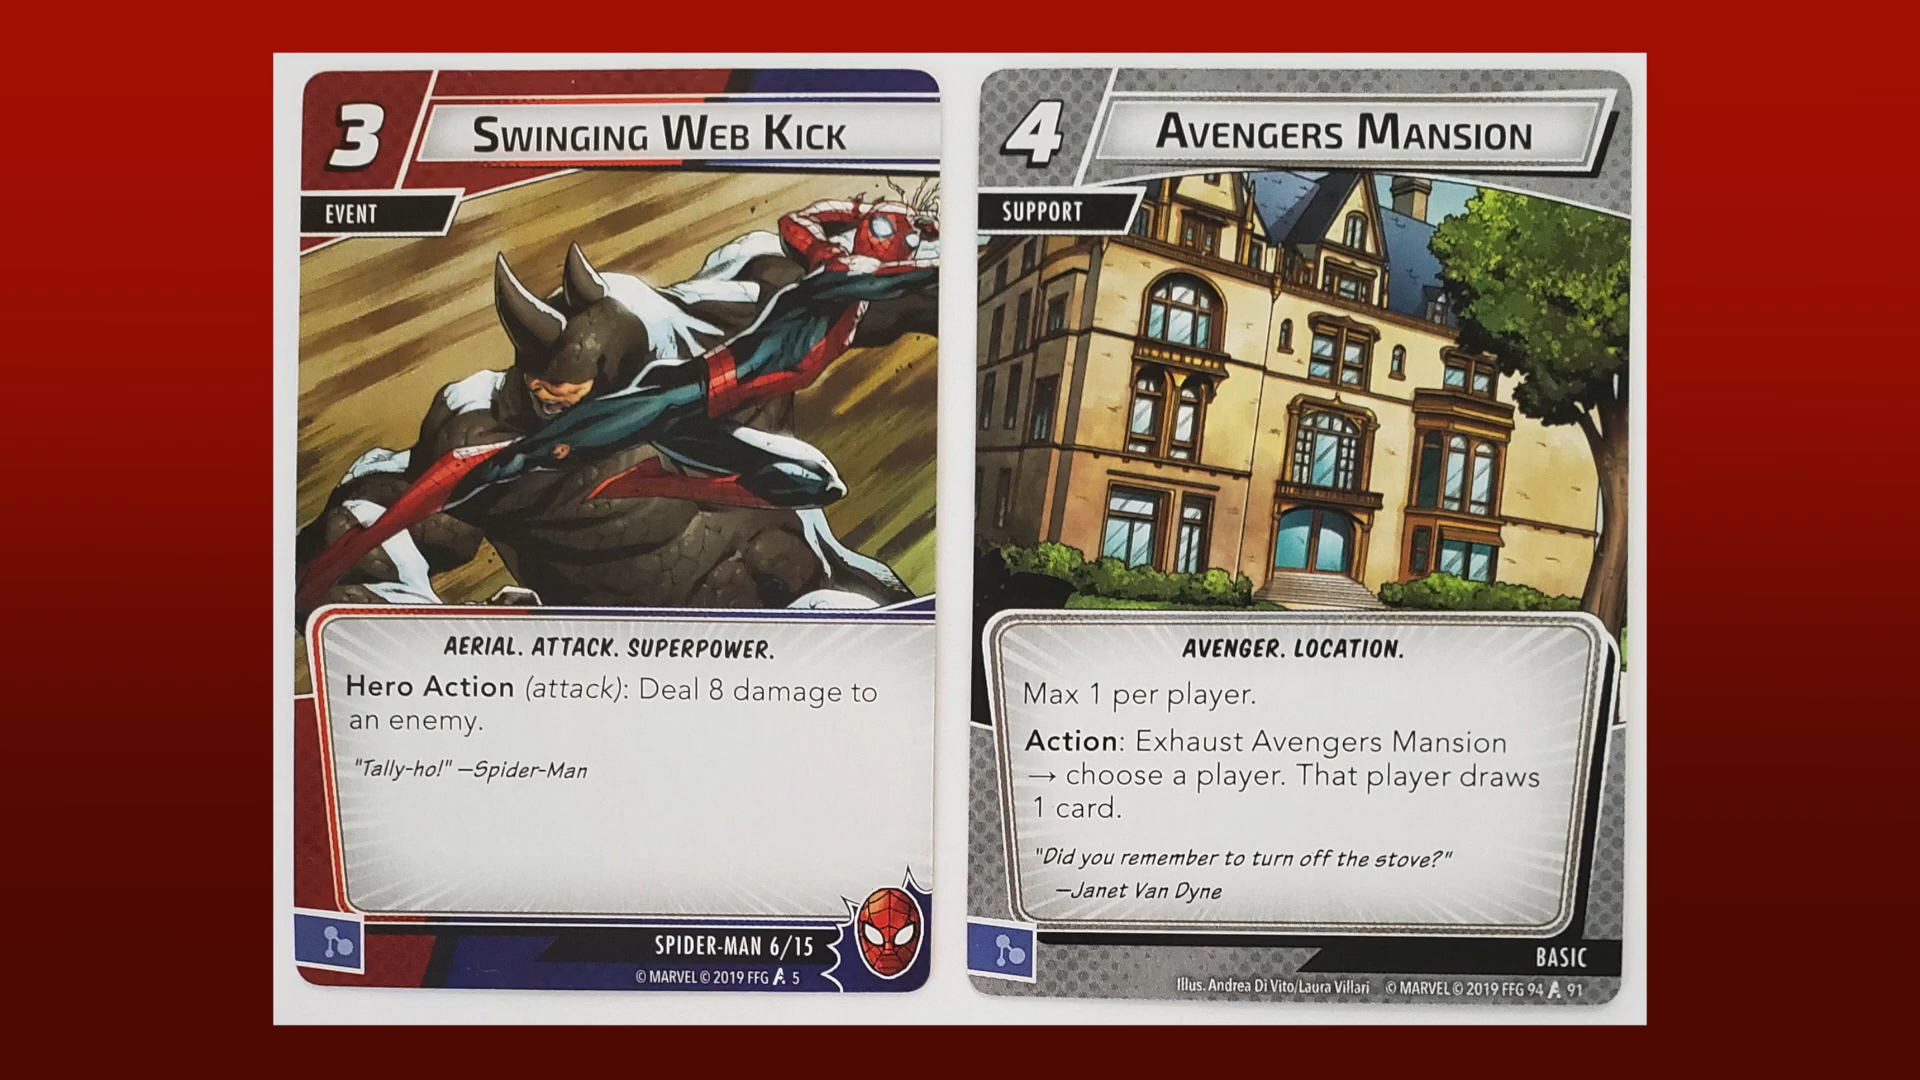 3
SWINGING WEB KICK
EVENT
AERIAL. ATTACK. SUPERPOWER.
Hero Action (attack): Deal 8 damage to
an enemy.
"Tally-ho!" —Spider-Man
SPIDER-MAN 6/15
© MARVEL © 2019 FFG 5
4
AVENGERS MANSION
SUPPORT
AVENGER. LOCATION.
Max 1 per player.
Action: Exhaust Avengers Mansion
→ choose a player. That player draws
1 card.
"Did you remember to turn off the stove?"
—Janet Van Dyne
BASIC
Illus. Andrea Di Vito/Laura Villari © MARVEL © 2019 FFG 94 91